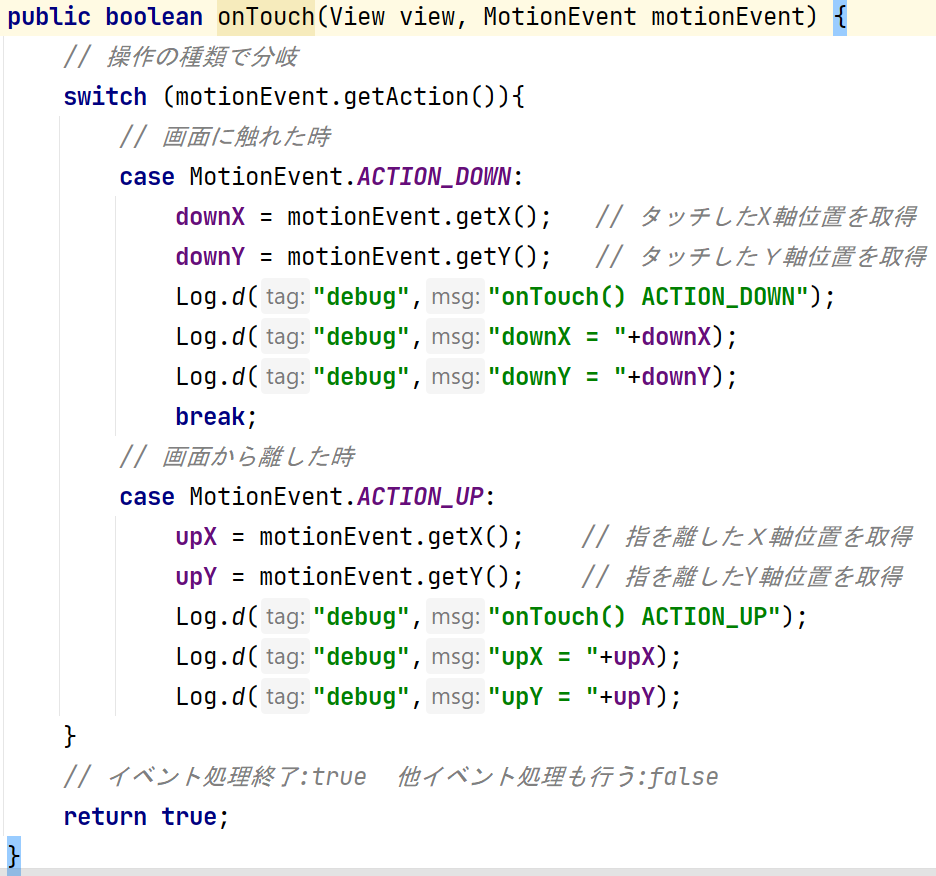 public boolean onTouch(View view, MotionEvent motionEvent) {
// 操作の種類で分岐
switch (motionEvent.getAction()){
// 画面に触れた時
case MotionEvent.ACTION_DOWN:
downX = motionEvent.getX();   // タッチしたX軸位置を取得
downY = motionEvent.getY();   // タッチしたＹ軸位置を取得
Log.d( tag: "debug", msg: "onTouch() ACTION_DOWN");
Log.d( tag: "debug", msg: "downX = "+downX);
Log.d( tag: "debug", msg: "downY = "+downY);
break;
// 画面から離した時
case MotionEvent.ACTION_UP:
upX = motionEvent.getX();    // 指を離したＸ軸位置を取得
upY = motionEvent.getY();    // 指を離したY軸位置を取得
Log.d( tag: "debug", msg: "onTouch() ACTION_UP");
Log.d( tag: "debug", msg: "upX = "+upX);
Log.d( tag: "debug", msg: "upY = "+upY);
}
// イベント処理終了:true　他イベント処理も行う:false
return true;
}